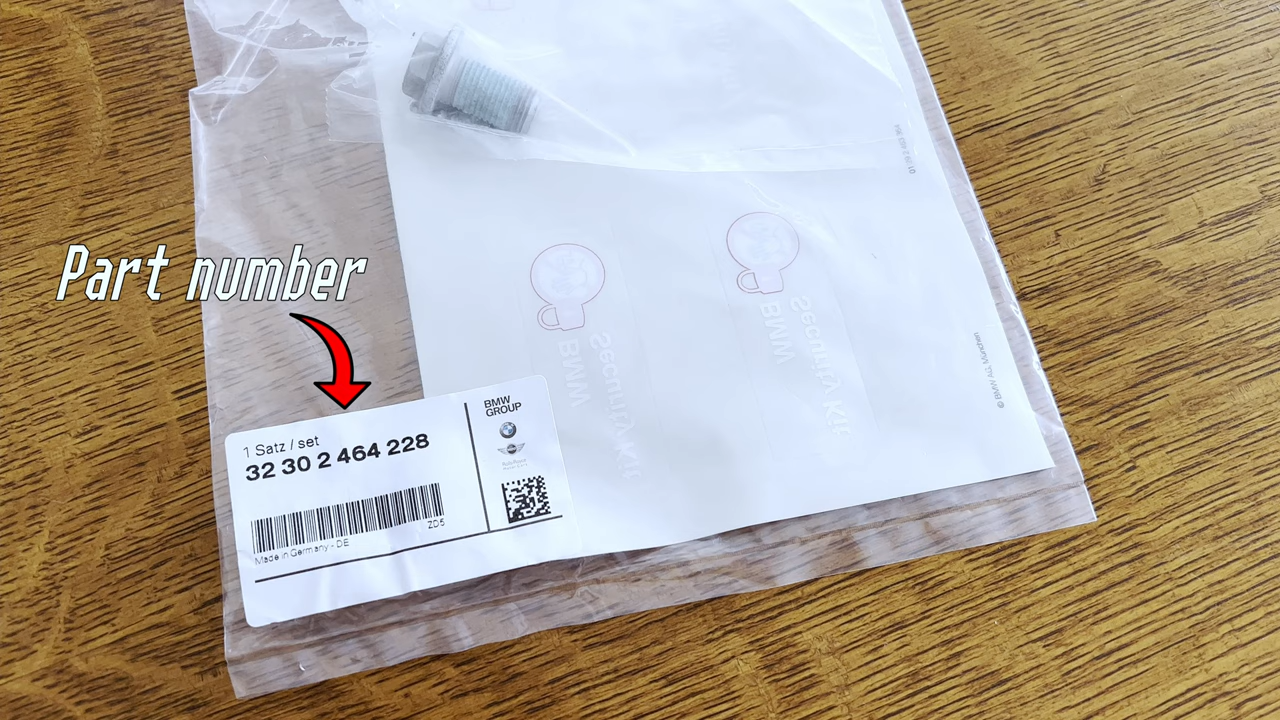 Part number
1 Satz / set
32 30 2 464 228
ZD5
Made in Germany - DE
BMW
GROUP
BMW
Security Kit
BMW
Security Kit
© BMW AG, München